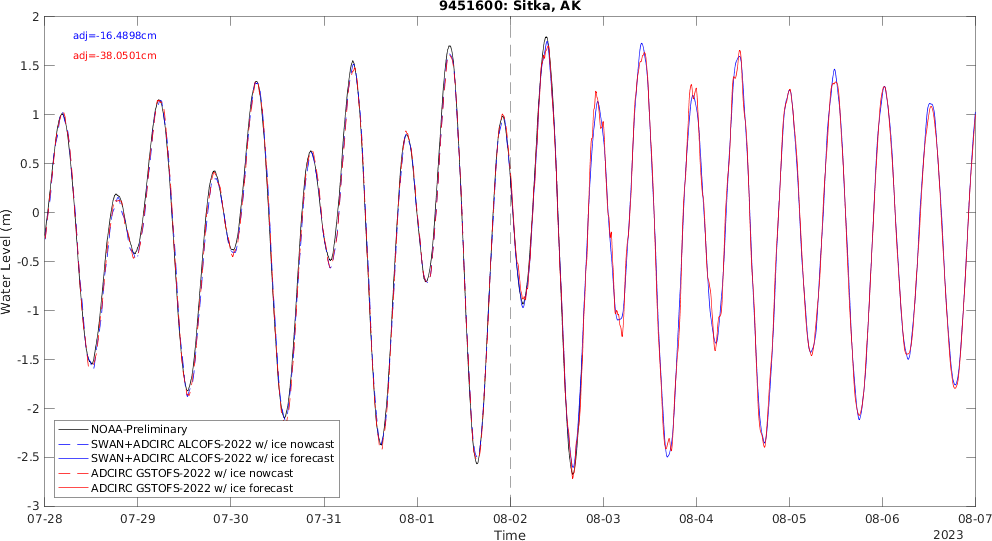 9451600: Sitka, AK
adj=-16.4898cm
adj=-38.0501cm
Water Level (m)
2
1.5
1
0.5
0
-0.5
-1
-1.5
-2
-2.5
-3
NOAA-Preliminary
SWAN+ADCIRC ALCOFS-2022 w/ ice nowcast
SWAN+ADCIRC ALCOFS-2022 w/ ice forecast
ADCIRC GSTOFS-2022 w/ ice nowcast
ADCIRC GSTOFS-2022 w/ ice forecast
07-28 07-29 07-30 07-31 08-01 08-02 08-03 08-04 08-05 08-06 08-07
Time
2023